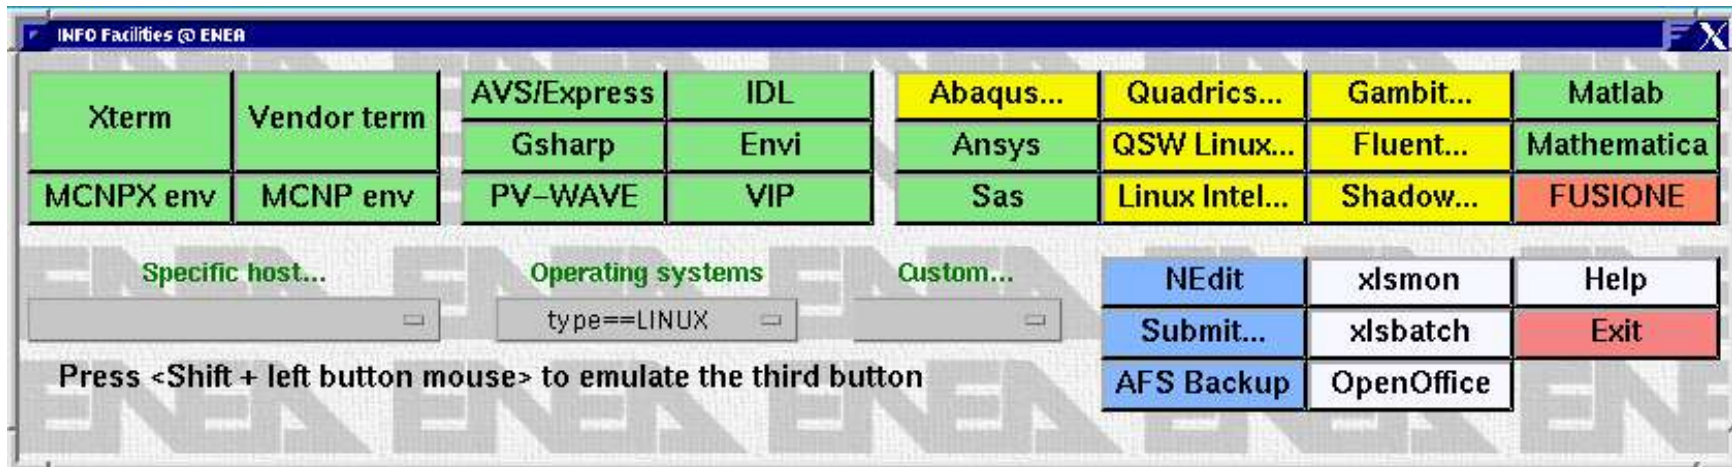 INFO Facilities @ ENEA
Xterm Vendor term AVS/Express IDL Abaqus... Quadrics... Gambit... Matlab
Gsharp Envi Ansys QSW Linux... Fluent... Mathematica
MCNPX env MCNP env PV-WAVE VIP Sas Linux Intel... Shadow... FUSIONE
Specific host... Operating systems Custom... NEdit xlsmon Help
type==LINUX Submit... xlsbatch Exit
Press <Shift + left button mouse> to emulate the third button AFS Backup OpenOffice